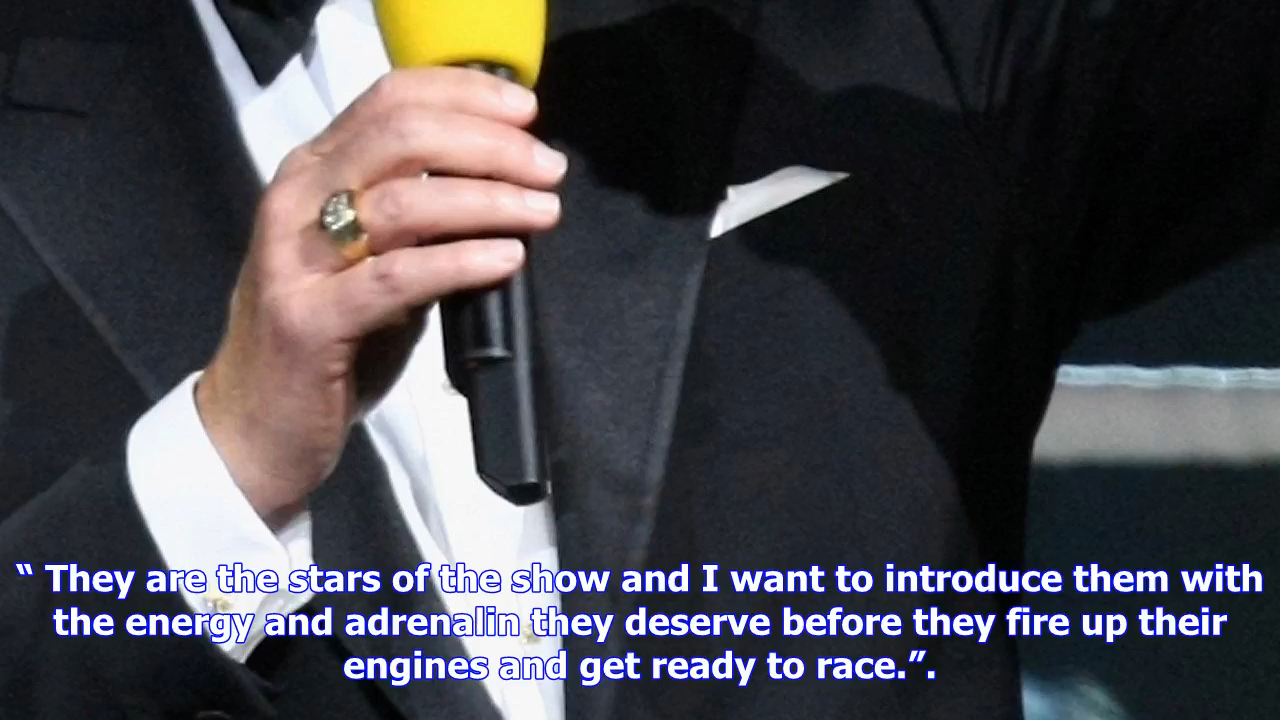 “ They are the stars of the show and I want to introduce them with
the energy and adrenalin they deserve before they fire up their
engines and get ready to race.”.